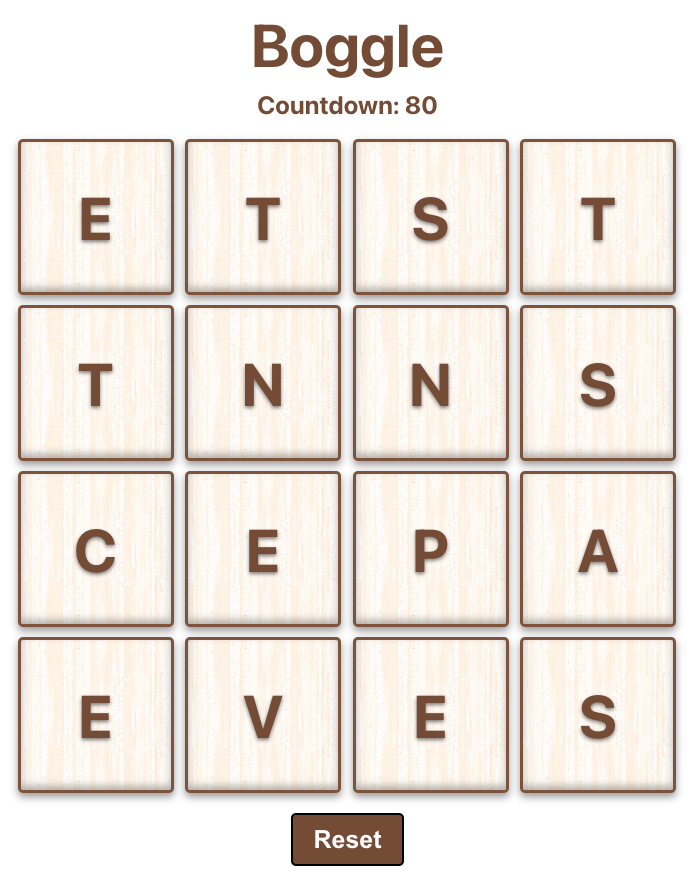 Boggle
Countdown: 80
E T S T
T N N S
C E P A
E V E S
Reset